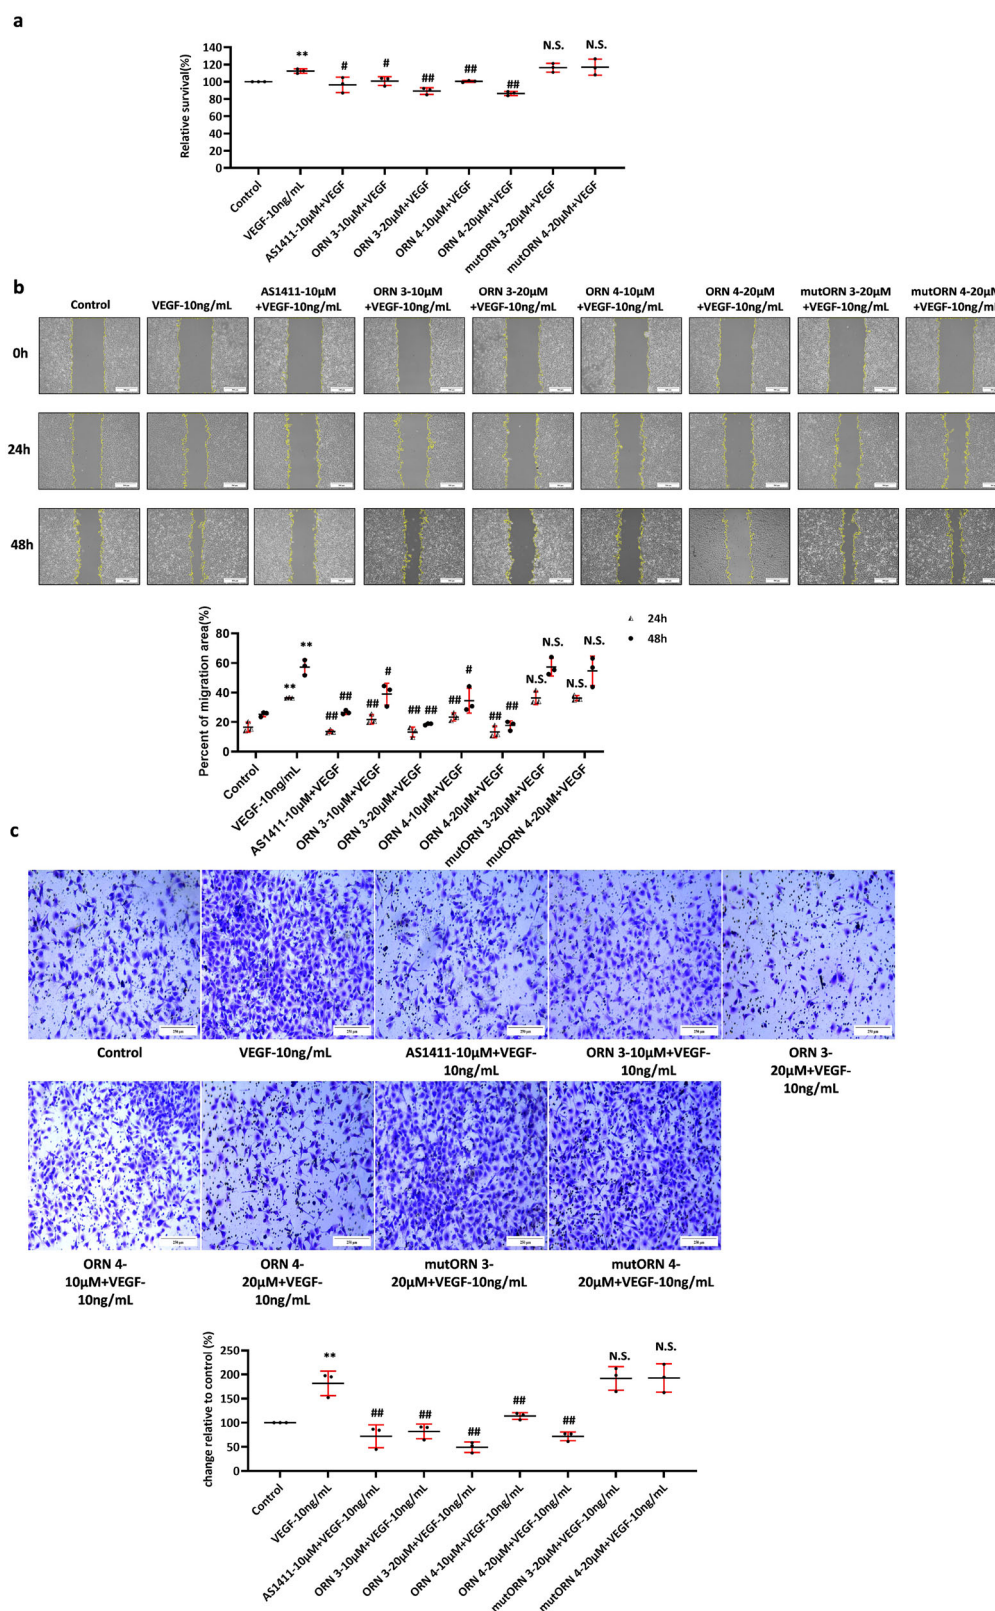 a
Relative survival(%)
140
120
100
80
60
40
20
0
**
#
#
##
##
##
N.S.
N.S.
Control
VEGF-10ng/mL
AS1411-10μM+VEGF
ORN 3-10μM+VEGF
ORN 3-20μM+VEGF
ORN 4-10μM+VEGF
ORN 4-20μM+VEGF
mutORN 3-20μM+VEGF
mutORN 4-20μM+VEGF
b
Control
VEGF-10ng/mL
AS1411-10μM
+VEGF-10ng/mL
ORN 3-10μM
+VEGF-10ng/mL
ORN 3-20μM
+VEGF-10ng/mL
ORN 4-10μM
+VEGF-10ng/mL
ORN 4-20μM
+VEGF-10ng/mL
mutORN 3-20μM
+VEGF-10ng/mL
mutORN 4-20μM
+VEGF-10ng/mL
0h
24h
48h
Percent of migration area(%)
80
60
40
20
0
24h
48h
**
**
##
##
##
#
##
##
##
#
##
##
N.S.
N.S.
N.S.
N.S.
Control
VEGF-10ng/mL
AS1411-10μM+VEGF
ORN 3-10μM+VEGF
ORN 3-20μM+VEGF
ORN 4-10μM+VEGF
ORN 4-20μM+VEGF
mutORN 3-20μM+VEGF
mutORN 4-20μM+VEGF
c
Control
VEGF-10ng/mL
AS1411-10μM+VEGF-
10ng/mL
ORN 3-10μM+VEGF-
10ng/mL
ORN 3-
20μM+VEGF-
10ng/mL
ORN 4-
10μM+VEGF-
10ng/mL
ORN 4-
20μM+VEGF-
10ng/mL
mutORN 3-
20μM+VEGF-10ng/mL
mutORN 4-
20μM+VEGF-10ng/mL
change relative to control (%)
250
200
150
100
50
0
**
##
##
##
##
##
N.S.
N.S.
Control
VEGF-10ng/mL
AS1411-10μM+VEGF-10ng/mL
ORN 3-10μM+VEGF-10ng/mL
ORN 3-20μM+VEGF-10ng/mL
ORN 4-10μM+VEGF-10ng/mL
ORN 4-20μM+VEGF-10ng/mL
mutORN 3-20μM+VEGF-10ng/mL
mutORN 4-20μM+VEGF-10ng/mL